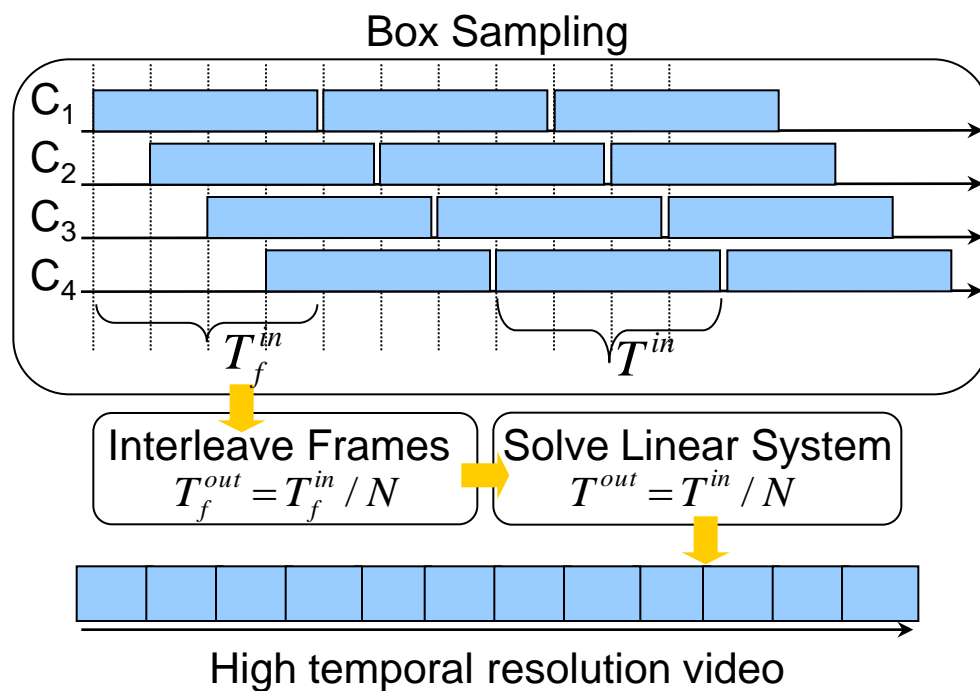 Box Sampling
C₁
C₂
C₃
C₄
T_f^{in}
T^{in}
Interleave Frames
T_f^{out} = T_f^{in} / N
Solve Linear System
T^{out} = T^{in} / N
High temporal resolution video